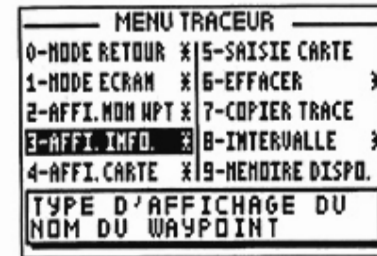 MENU TRACEUR
0-MODE RETOUR * 5-SAISIE CARTE
1-MODE ECRAN * 6-EFFACER *
2-AFFI.NOM WPT * 7-COPIER TRACE
3-AFFI. INFO. * 8-INTERVALLE *
4-AFFI.CARTE * 9-MEMOIRE DISPO.
TYPE D'AFFICHAGE DU
NOM DU WAYPOINT